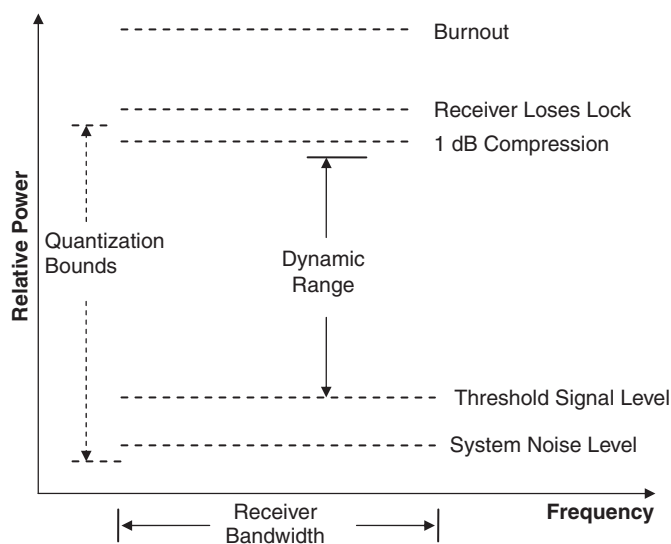 Burnout
Receiver Loses Lock
1 dB Compression
Relative Power
Quantization
Bounds
Dynamic
Range
Threshold Signal Level
System Noise Level
Receiver
Bandwidth
Frequency